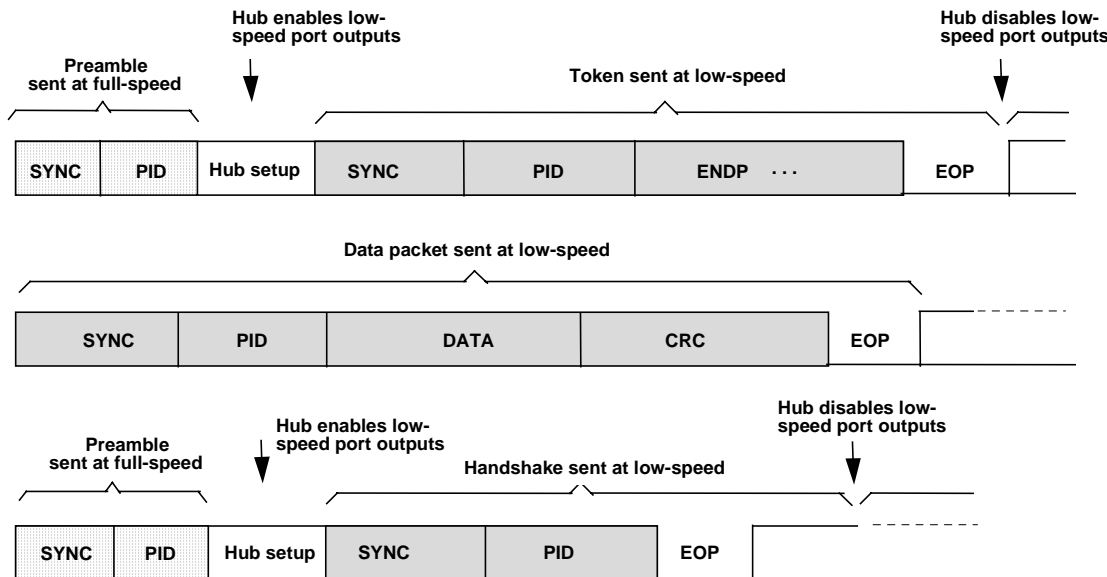 Hub enables low-
speed port outputs
Hub disables low-
speed port outputs
Preamble
sent at full-speed
Token sent at low-speed
SYNC PID Hub setup SYNC PID ENDP . . . EOP
Data packet sent at low-speed
SYNC PID DATA CRC EOP
Hub enables low-
speed port outputs
Hub disables low-
speed port outputs
Preamble
sent at full-speed
Handshake sent at low-speed
SYNC PID Hub setup SYNC PID EOP